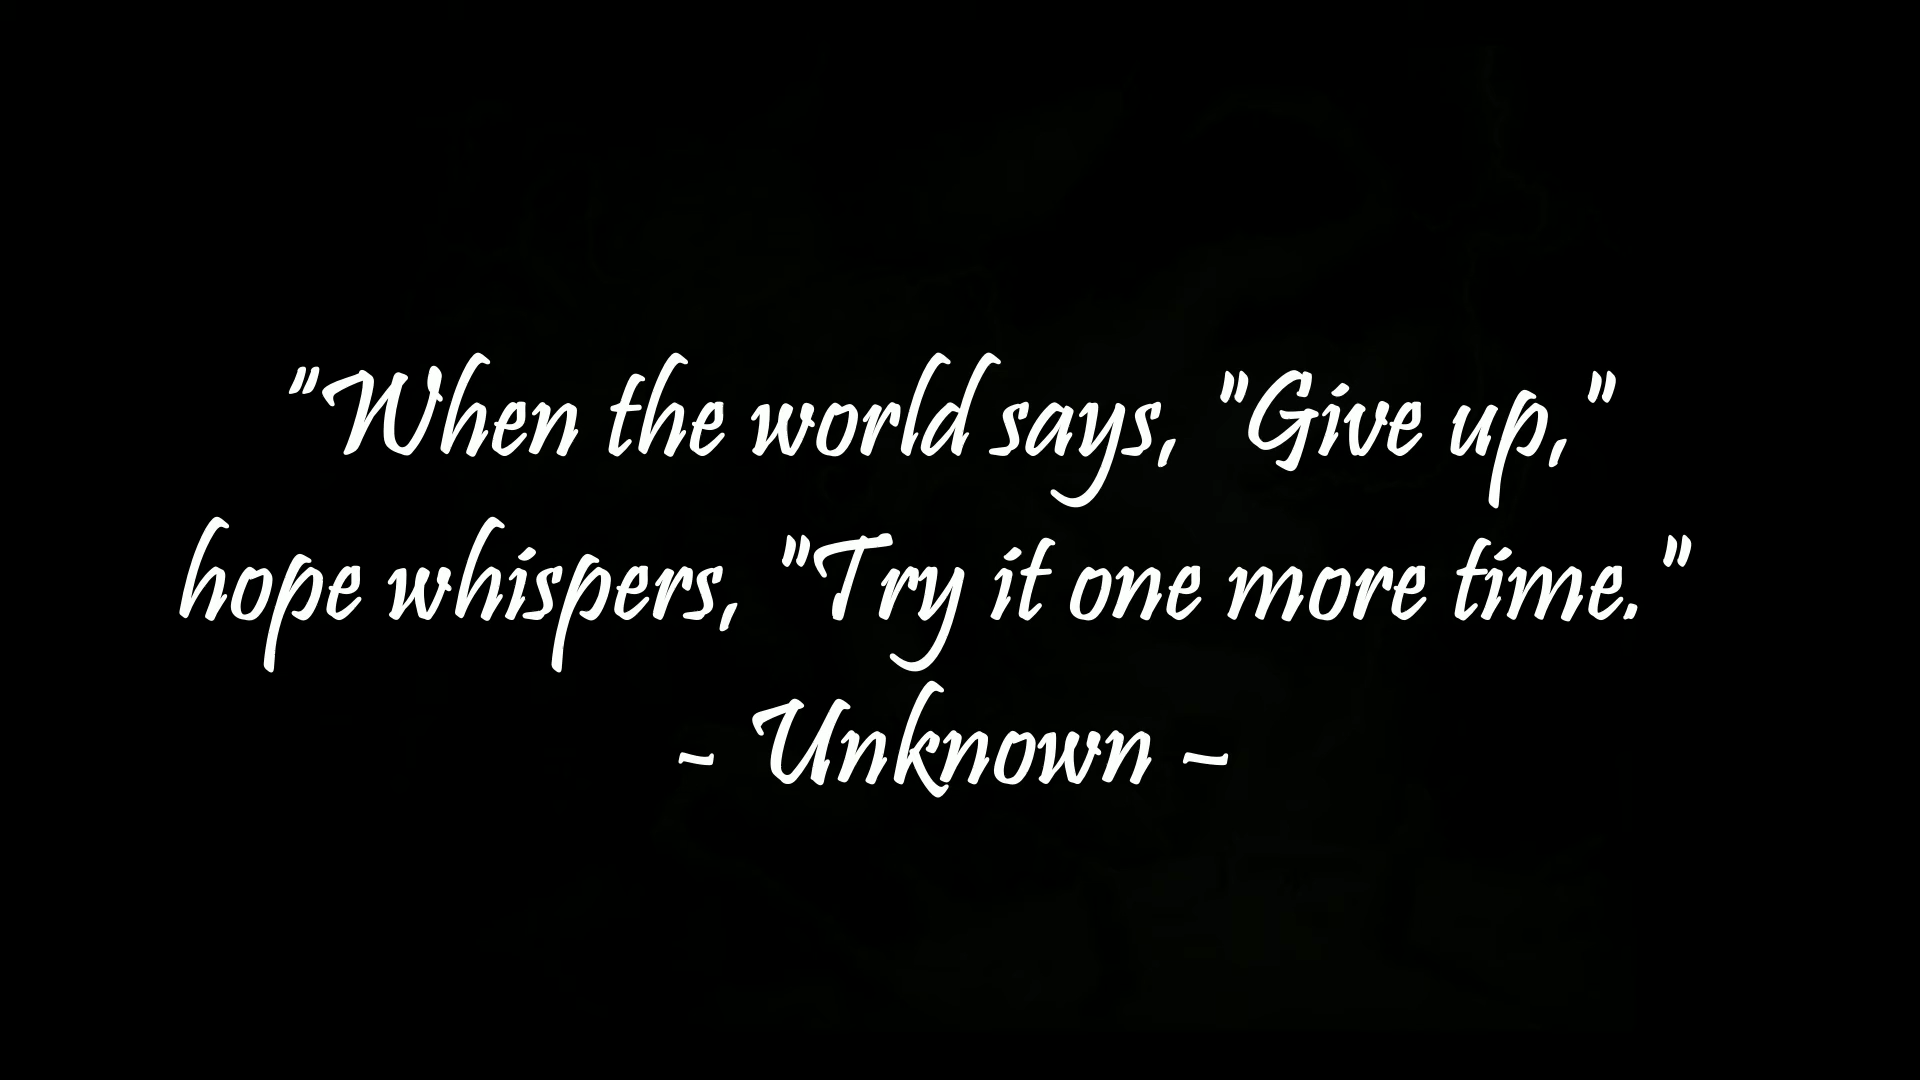 "When the world says, "Give up,"
hope whispers, "Try it one more time."
- Unknown -